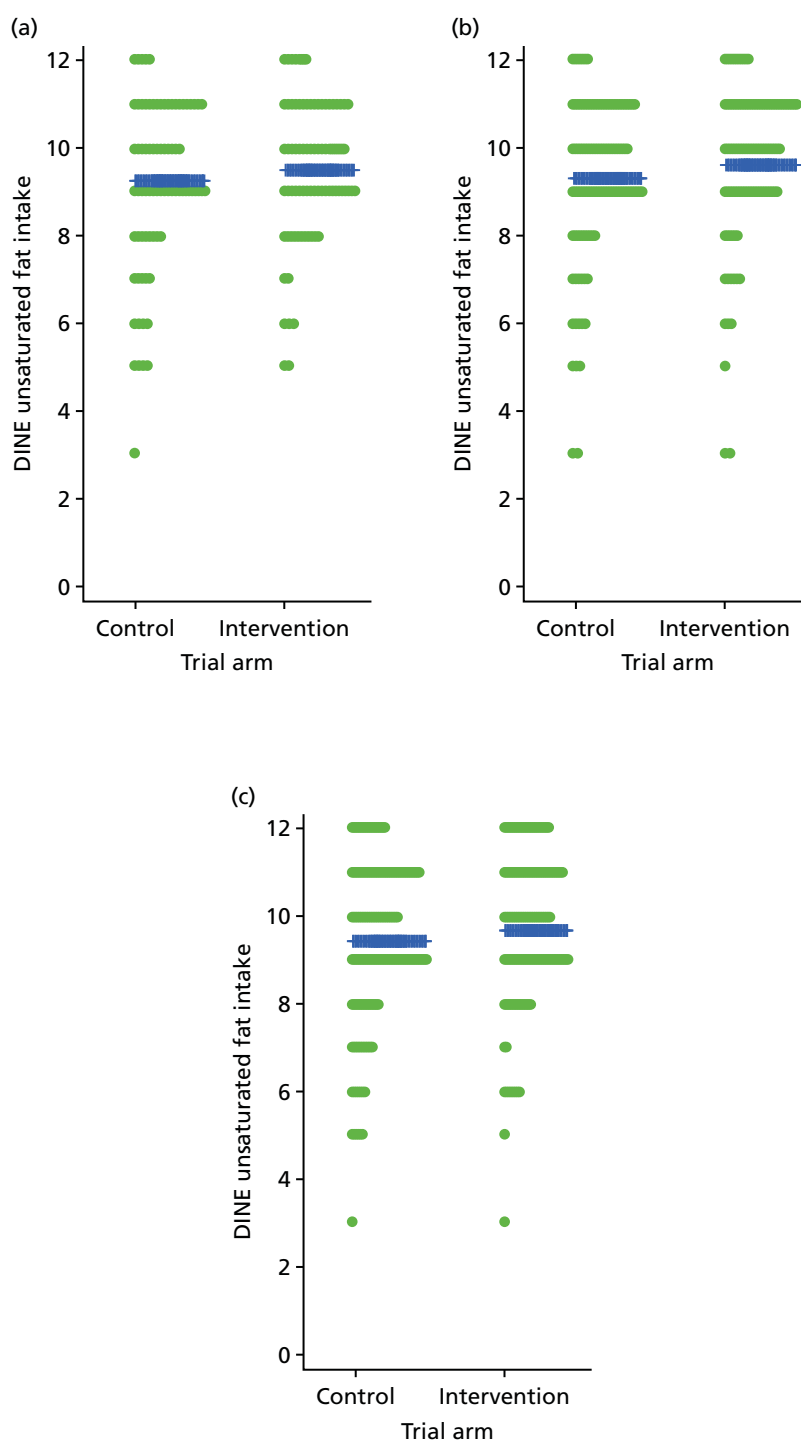 (a)
12
10
8
6
4
2
0
DINE unsaturated fat intake
Control Intervention
Trial arm
(b)
12
10
8
6
4
2
0
DINE unsaturated fat intake
Control Intervention
Trial arm
(c)
12
10
8
6
4
2
0
DINE unsaturated fat intake
Control Intervention
Trial arm